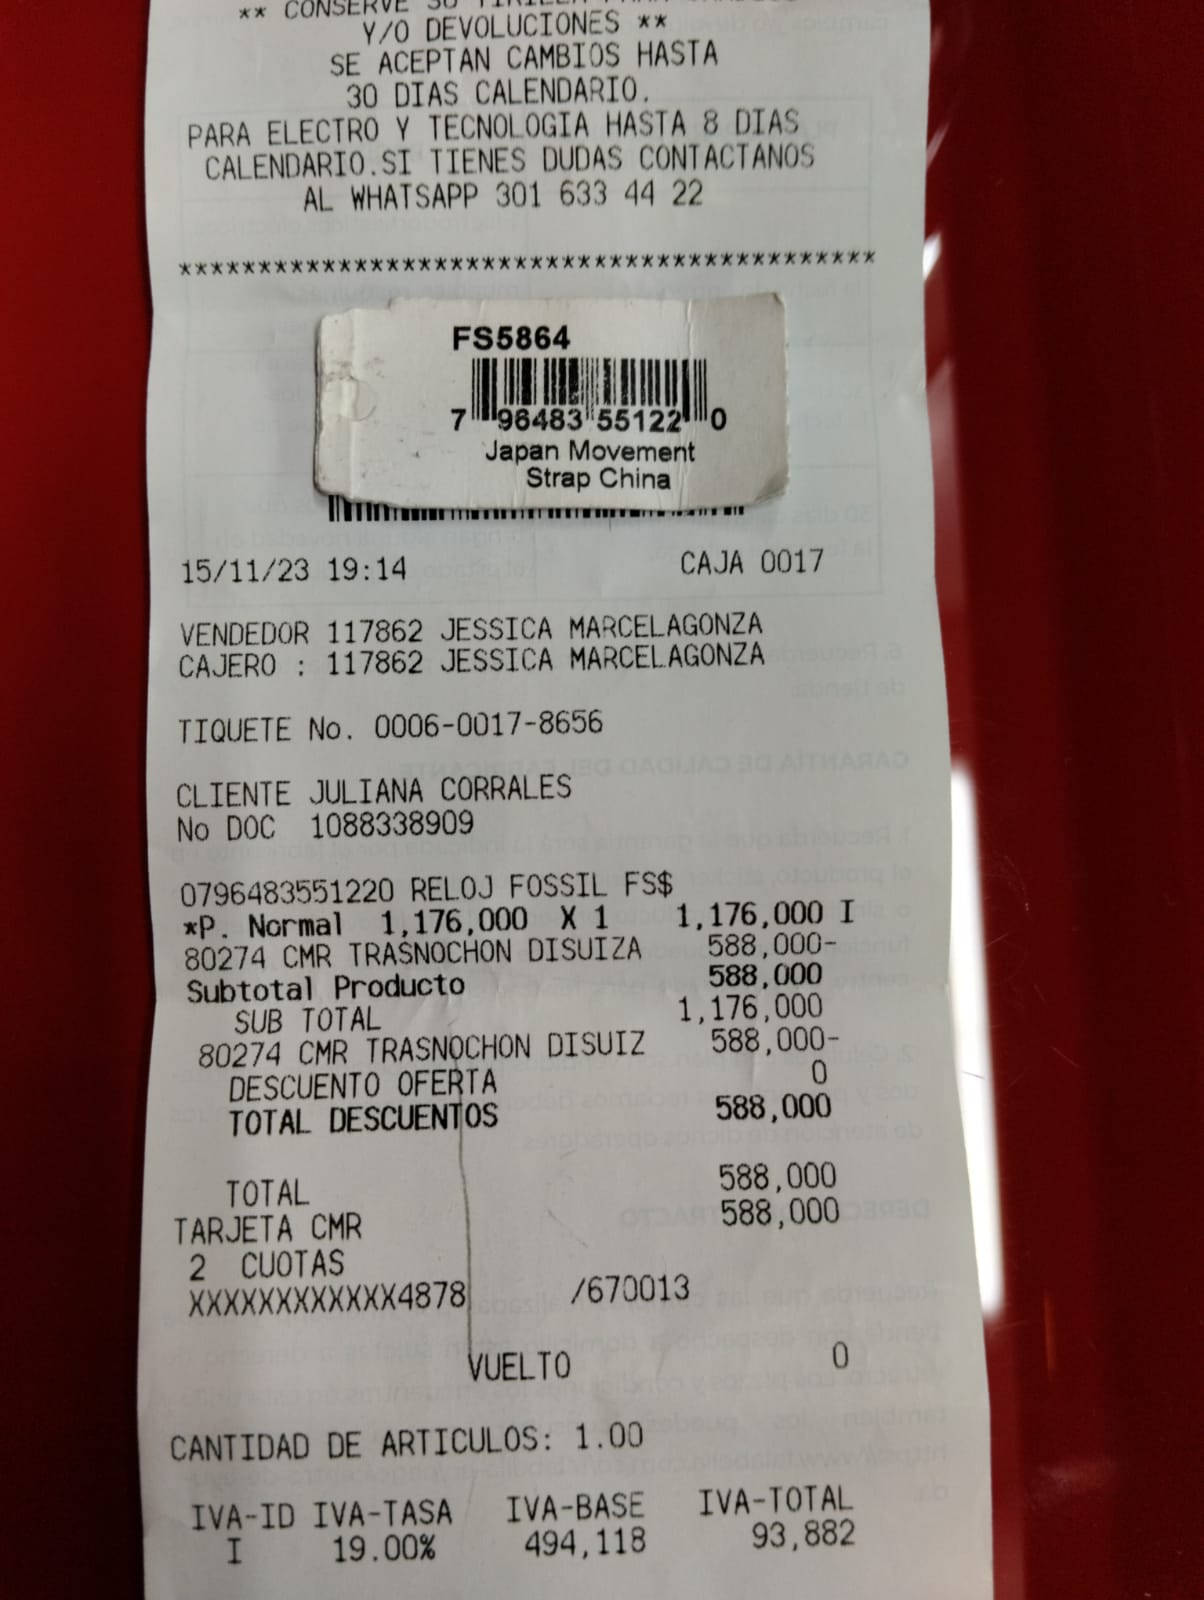 ** CONSERVE SU
Y/O DEVOLUCIONES **
SE ACEPTAN CAMBIOS HASTA
30 DIAS CALENDARIO.
PARA ELECTRO Y TECNOLOGIA HASTA 8 DIAS
CALENDARIO.SI TIENES DUDAS CONTACTANOS
AL WHATSAPP 301 633 44 22
********************************************
FS5864
7 96483 55122 0
Japan Movement
Strap China
15/11/23 19:14 CAJA 0017
VENDEDOR 117862 JESSICA MARCELAGONZA
CAJERO : 117862 JESSICA MARCELAGONZA
TIQUETE No. 0006-0017-8656
CLIENTE JULIANA CORRALES
No DOC 1088338909
0796483551220 RELOJ FOSSIL FS$
*P. Normal 1,176,000 X 1 1,176,000 I
80274 CMR TRASNOCHON DISUIZA 588,000-
Subtotal Producto 588,000
SUB TOTAL 1,176,000
80274 CMR TRASNOCHON DISUIZ 588,000-
DESCUENTO OFERTA 0
TOTAL DESCUENTOS 588,000
TOTAL 588,000
TARJETA CMR 588,000
2 CUOTAS
XXXXXXXXXXXX4878 /670013
VUELTO 0
CANTIDAD DE ARTICULOS: 1.00
IVA-ID IVA-TASA IVA-BASE IVA-TOTAL
I 19.00% 494,118 93,882